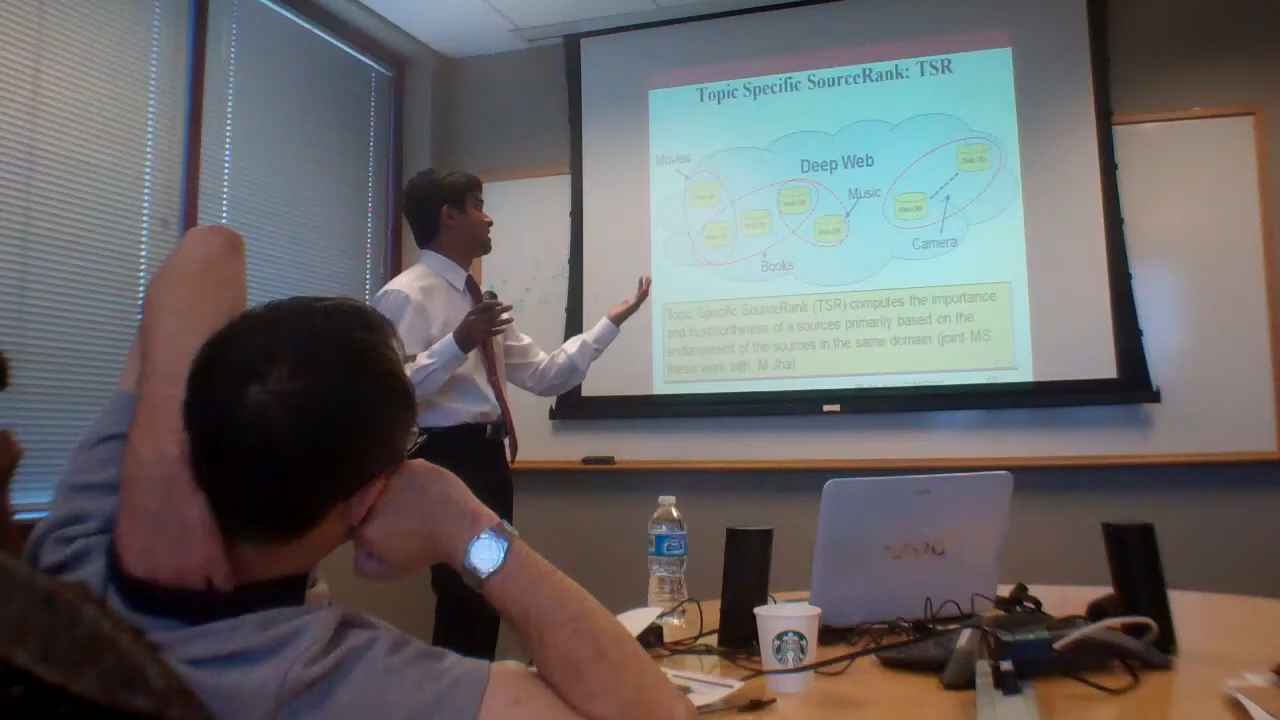 Topic Specific SourceRank: TSR
Movies
Deep Web
Music
Camera
Books
Topic Specific SourceRank (TSR) computes the importance
and trustworthiness of a sources primarily based on the
endorsement of the sources in the same domain (joint MS
thesis work with M Jha)
VAIO